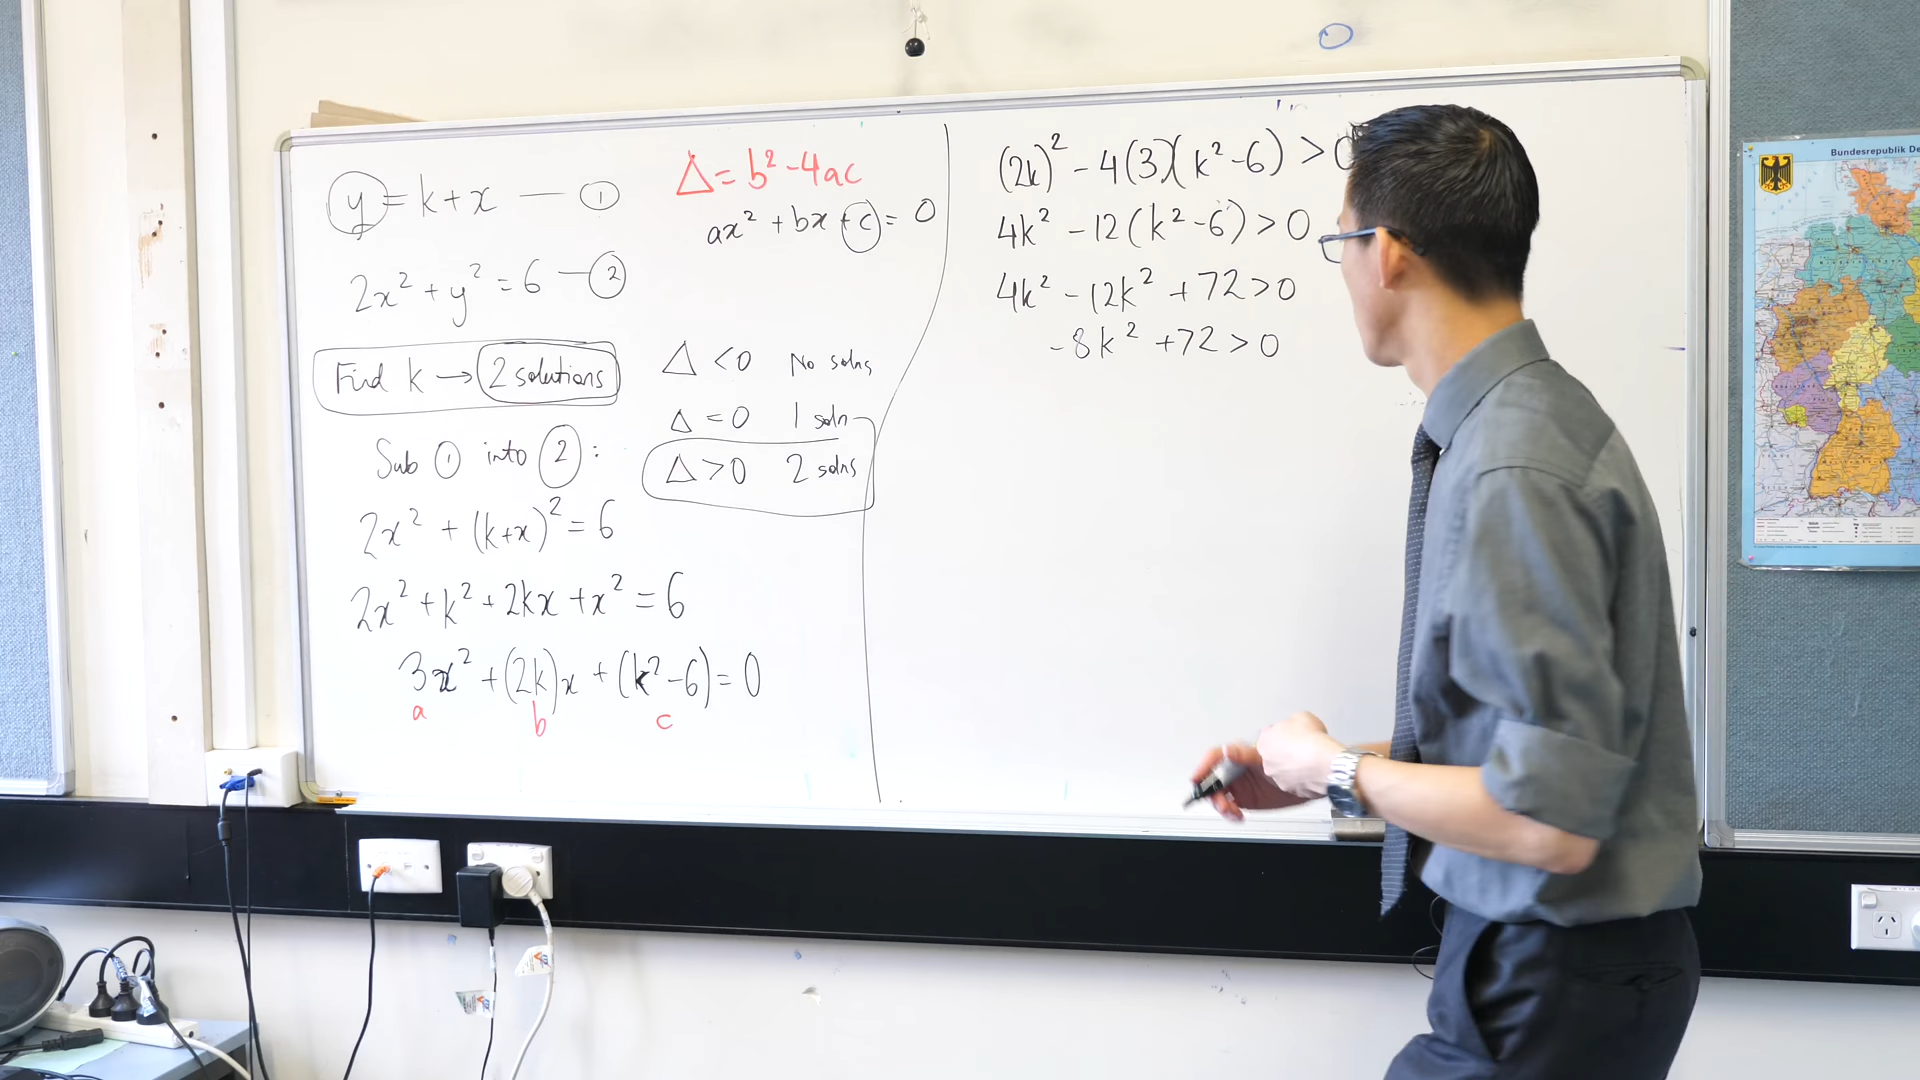 y = k+x — ①
2x² + y² = 6 — ②
Find k → 2 solutions
Sub ① into ② :
2x² + (k+x)² = 6
2x² + k² + 2kx + x² = 6
3x² + (2k)x + (k²-6) = 0
a b c
Δ = b² - 4ac
ax² + bx + c = 0
Δ < 0 No solns
Δ = 0 1 soln
Δ > 0 2 solns
(2k)² - 4(3)(k²-6) > 0
4k² - 12(k²-6) > 0
4k² - 12k² + 72 > 0
-8k² + 72 > 0
Bundesrepublik De